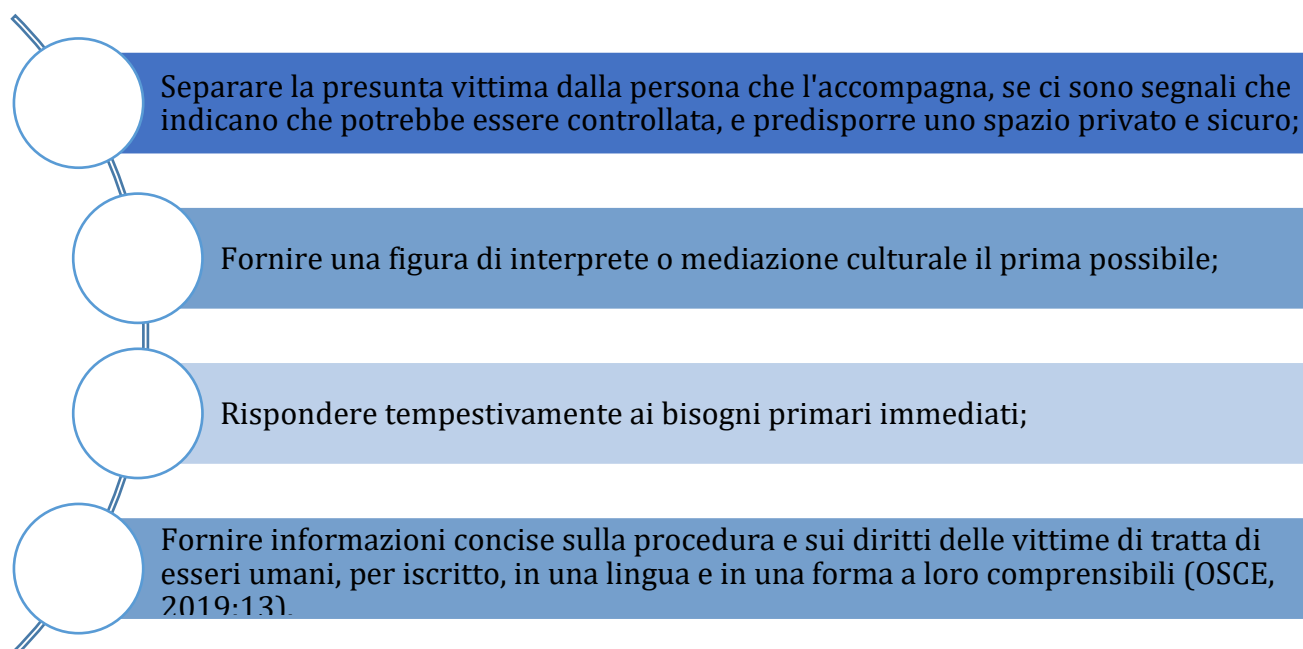 Separare la presunta vittima dalla persona che l'accompagna, se ci sono segnali che
indicano che potrebbe essere controllata, e predisporre uno spazio privato e sicuro;
Fornire una figura di interprete o mediazione culturale il prima possibile;
Rispondere tempestivamente ai bisogni primari immediati;
Fornire informazioni concise sulla procedura e sui diritti delle vittime di tratta di
esseri umani, per iscritto, in una lingua e in una forma a loro comprensibili (OSCE,
2019:13).